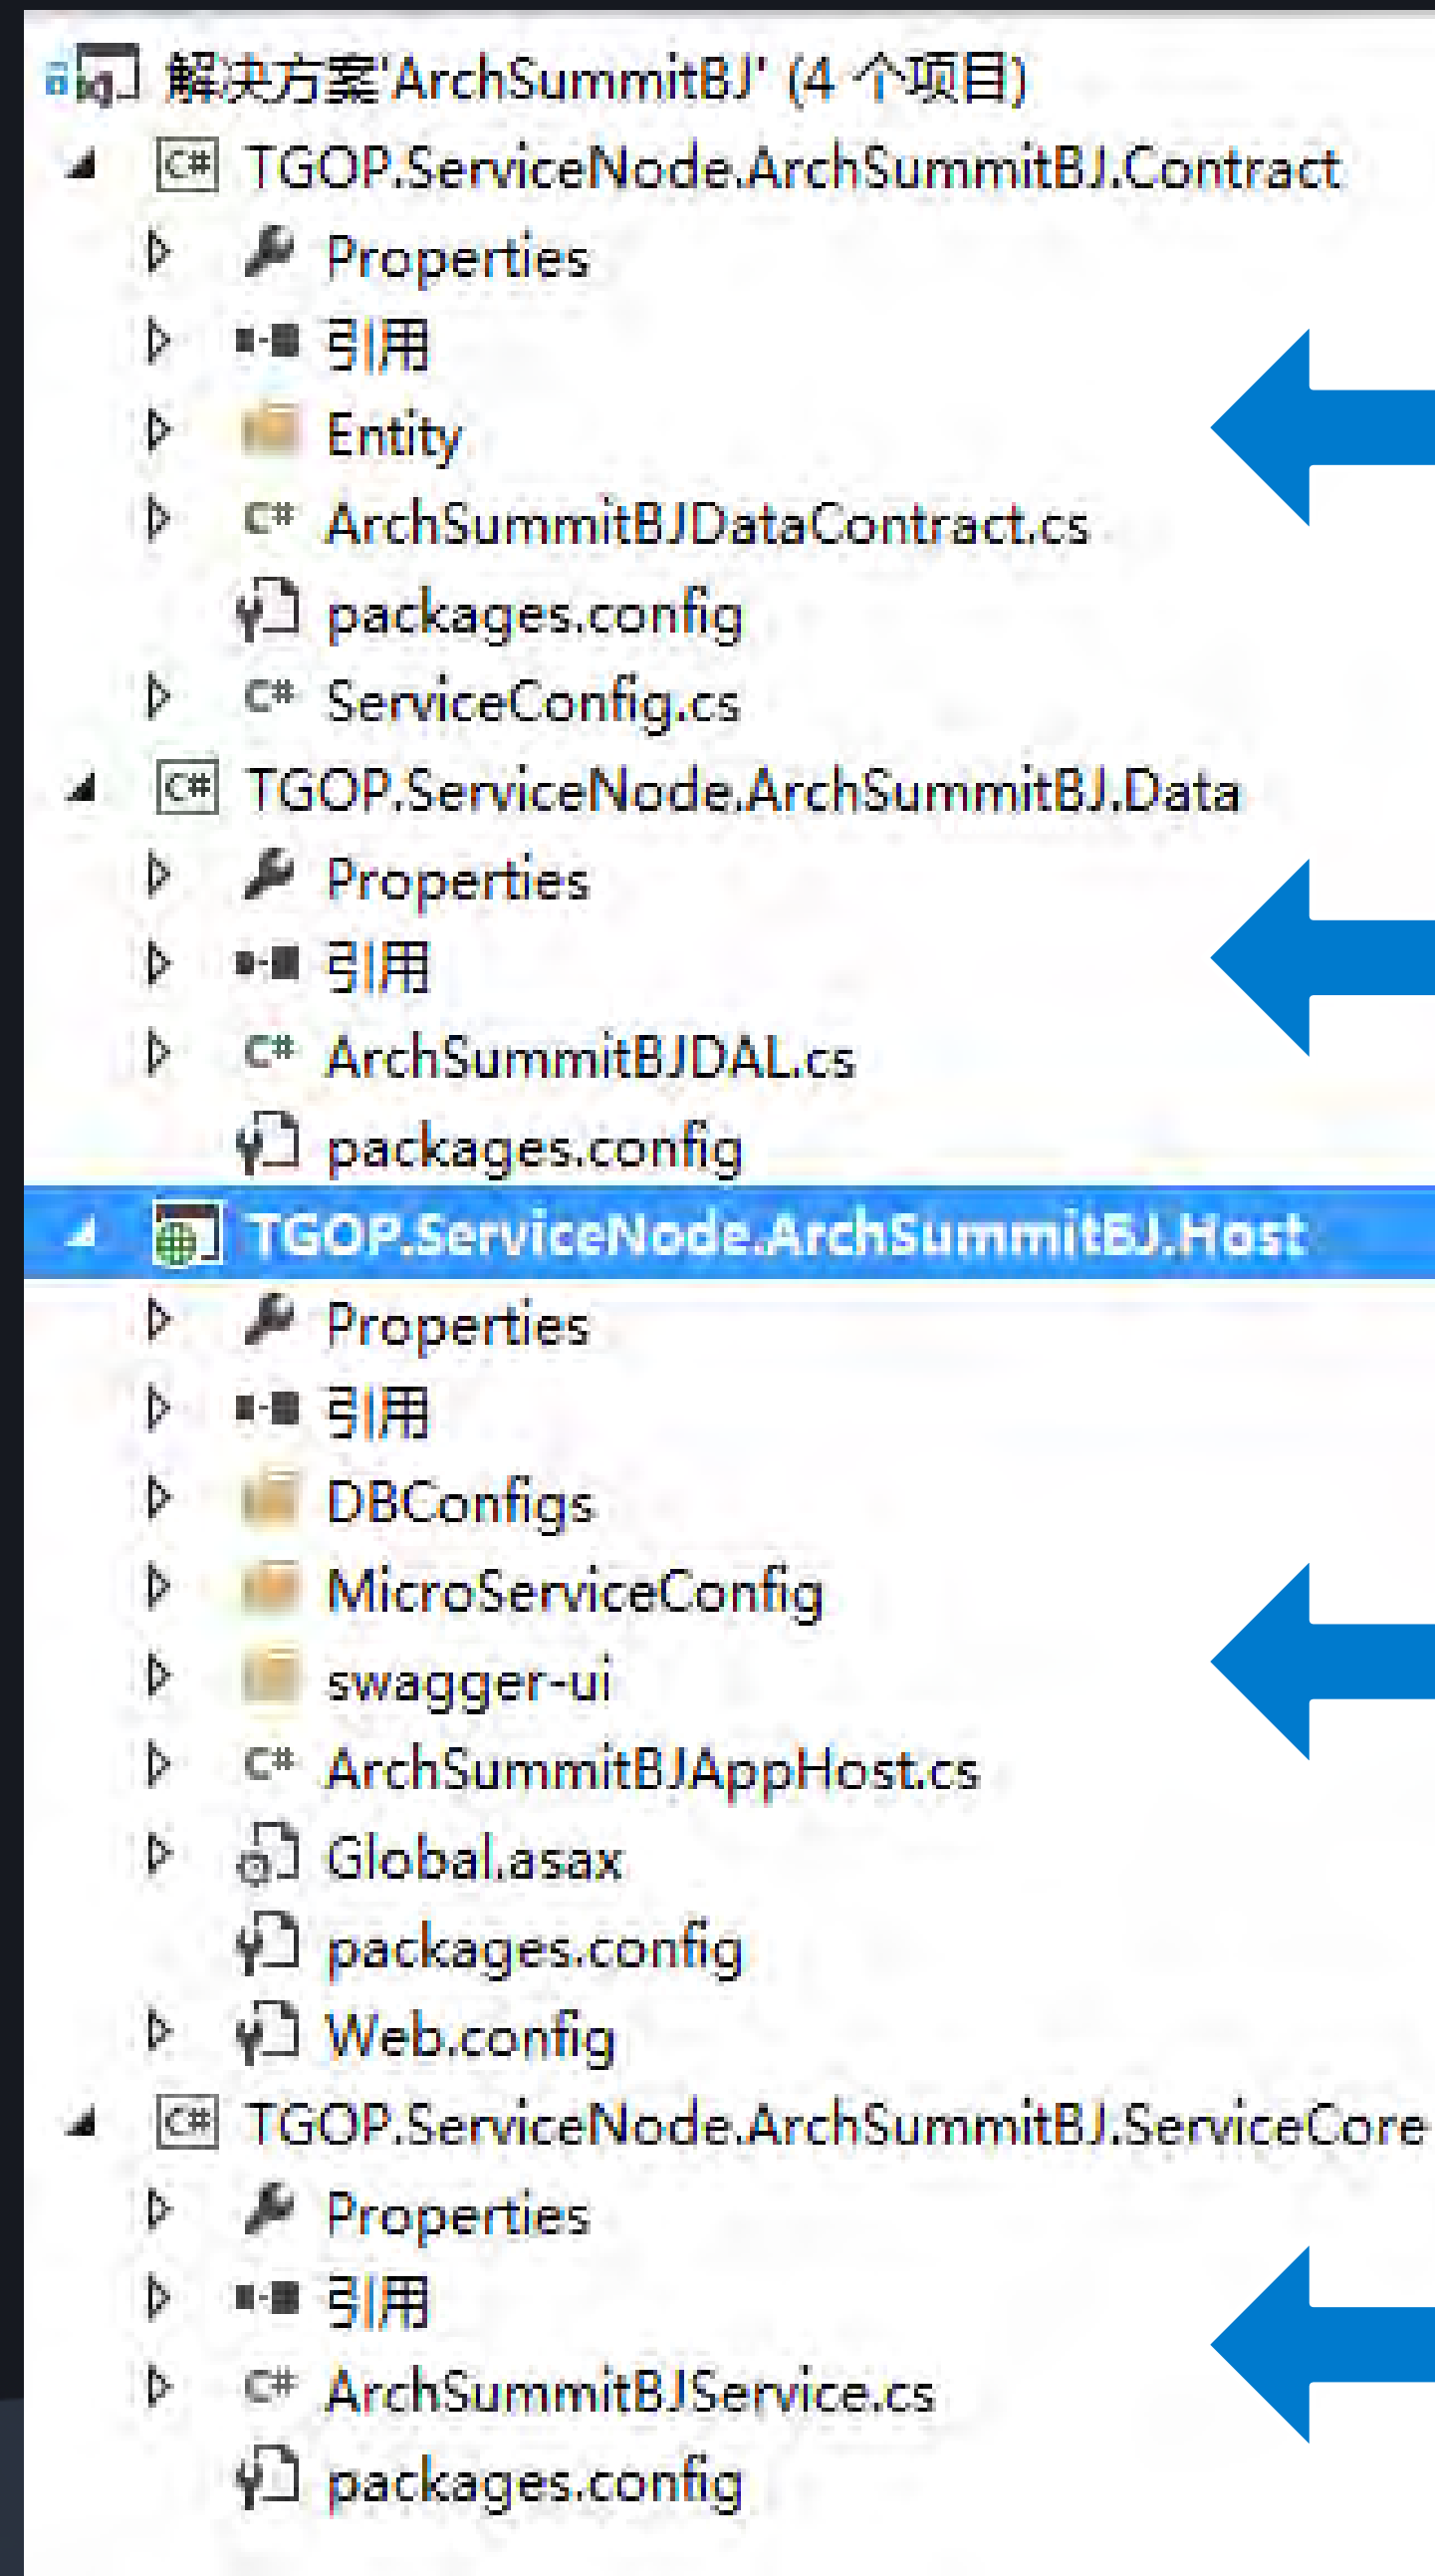 解决方案'ArchSummitBJ' (4 个项目)
C# TGOP.ServiceNode.ArchSummitBJ.Contract
Properties
引用
Entity
C# ArchSummitBJDataContract.cs
packages.config
C# ServiceConfig.cs
C# TGOP.ServiceNode.ArchSummitBJ.Data
Properties
引用
C# ArchSummitBJDAL.cs
packages.config
TGOP.ServiceNode.ArchSummitBJ.Host
Properties
引用
DBConfigs
MicroServiceConfig
swagger-ui
C# ArchSummitBJAppHost.cs
Global.asax
packages.config
Web.config
C# TGOP.ServiceNode.ArchSummitBJ.ServiceCore
Properties
引用
C# ArchSummitBJService.cs
packages.config